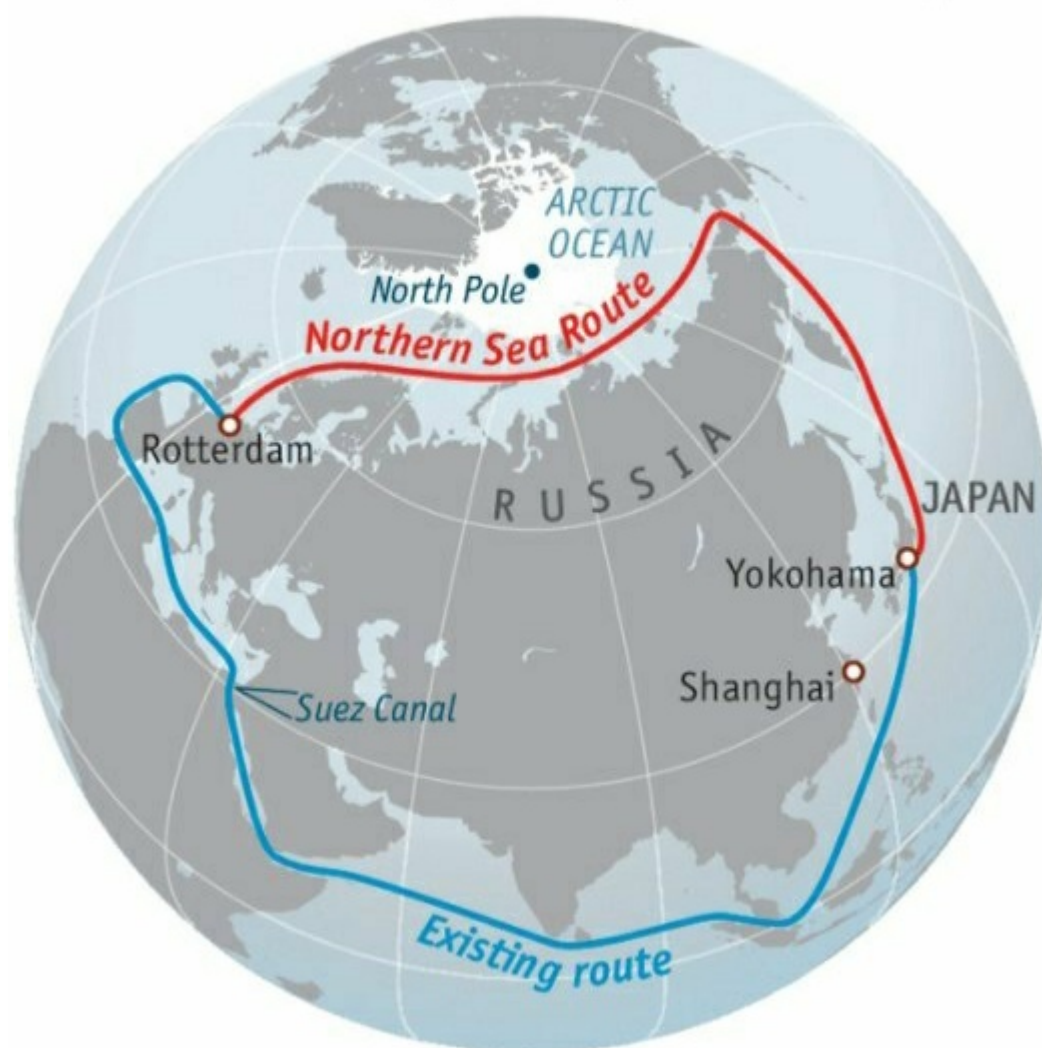 ARCTIC
OCEAN
North Pole
Northern Sea Route
Rotterdam
RUSSIA
JAPAN
Yokohama
Shanghai
Suez Canal
Existing route